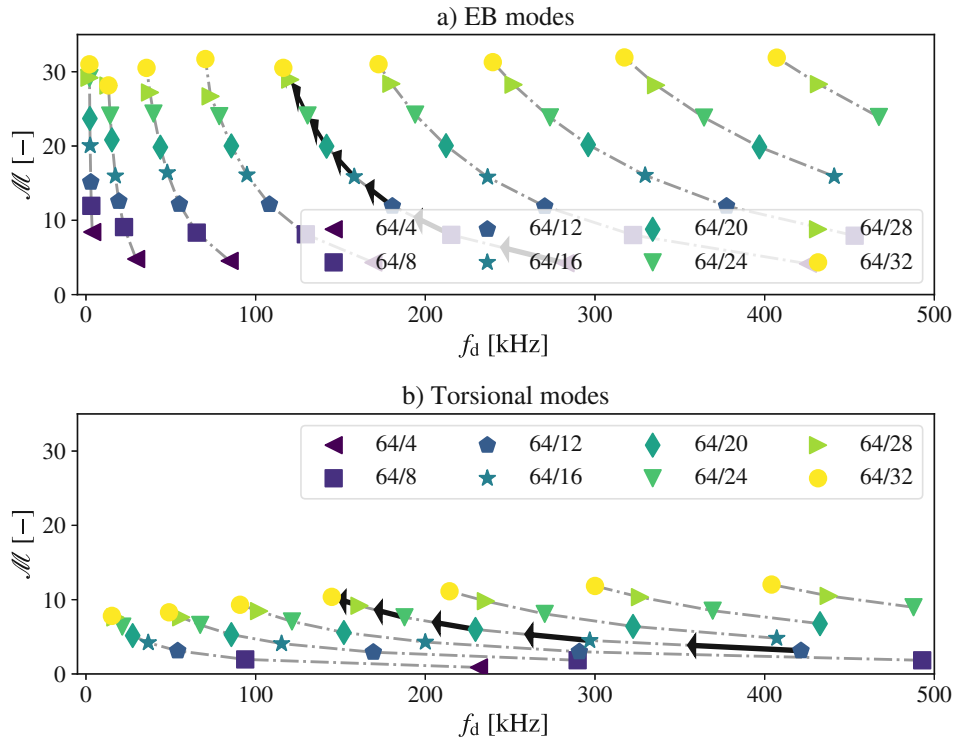 a) EB modes
30
20
10
0
ℳ [−]
64/4 64/12 64/20 64/28
64/8 64/16 64/24 64/32
0 100 200 300 400 500
f_d [kHz]
b) Torsional modes
30
20
10
0
ℳ [−]
64/4 64/12 64/20 64/28
64/8 64/16 64/24 64/32
0 100 200 300 400 500
f_d [kHz]